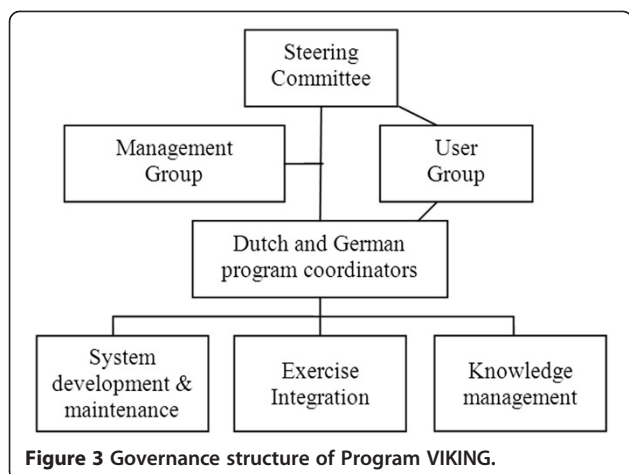 Steering
Committee
Management
Group
User
Group
Dutch and German
program coordinators
System
development &
maintenance
Exercise
Integration
Knowledge
management
Figure 3 Governance structure of Program VIKING.